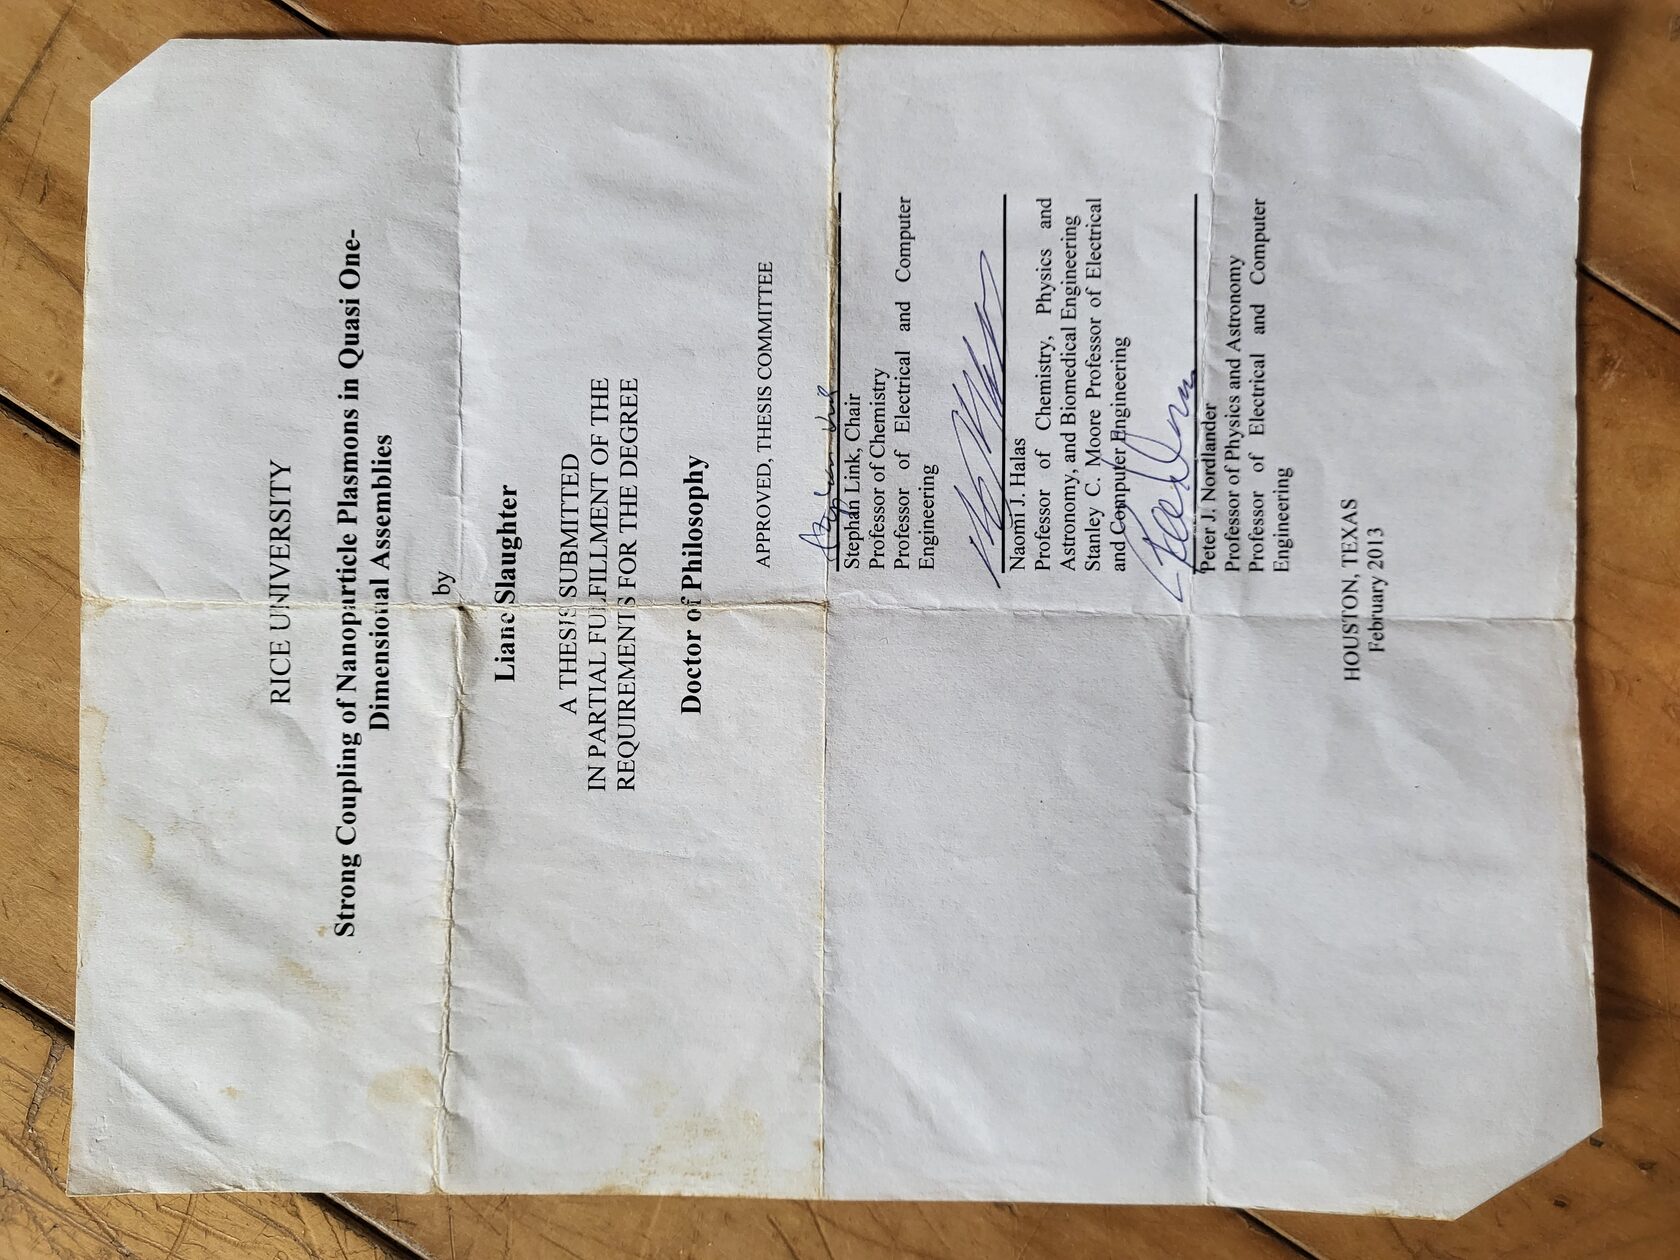 RICE UNIVERSITY
Strong Coupling of Nanoparticle Plasmons in Quasi One-
Dimensional Assemblies
by
Liane Slaughter
A THESIS SUBMITTED
IN PARTIAL FULFILLMENT OF THE
REQUIREMENTS FOR THE DEGREE
Doctor of Philosophy
APPROVED, THESIS COMMITTEE
Stephan Link, Chair
Professor of Chemistry
Professor of Electrical and Computer
Engineering
Naomi J. Halas
Professor of Chemistry, Physics and
Astronomy, and Biomedical Engineering
Stanley C. Moore Professor of Electrical
and Computer Engineering
Peter J. Nordlander
Professor of Physics and Astronomy
Professor of Electrical and Computer
Engineering
HOUSTON, TEXAS
February 2013